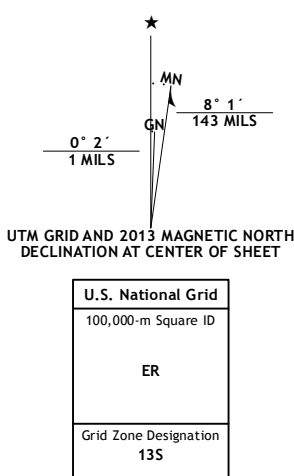 ★
MN
GN
8° 1´
143 MILS
0° 2´
1 MILS
UTM GRID AND 2013 MAGNETIC NORTH
DECLINATION AT CENTER OF SHEET
U.S. National Grid
100,000-m Square ID
ER
Grid Zone Designation
13S